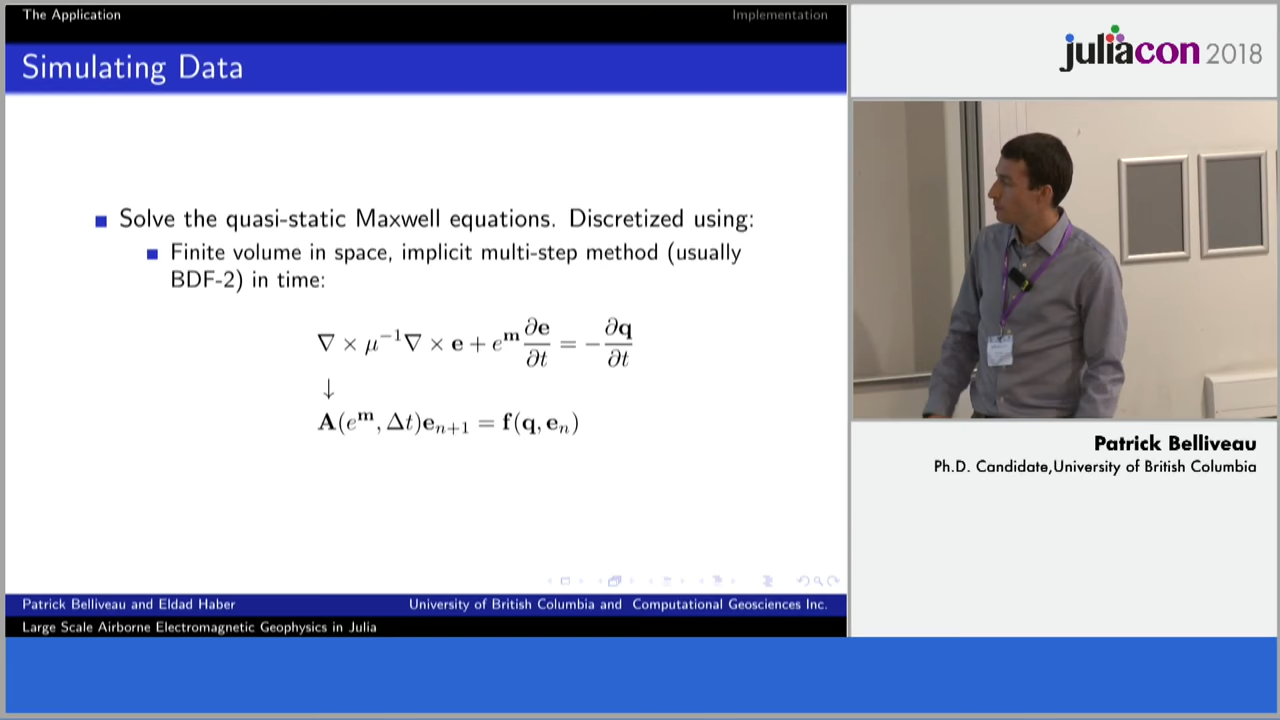 The Application
Implementation
Simulating Data
Solve the quasi-static Maxwell equations. Discretized using:
Finite volume in space, implicit multi-step method (usually
BDF-2) in time:
∇ × μ⁻¹∇ × e + e^m ∂e/∂t = −∂q/∂t
↓
A(e^m, Δt)e_{n+1} = f(q, e_n)
Patrick Belliveau and Eldad Haber
University of British Columbia and Computational Geosciences Inc.
Large Scale Airborne Electromagnetic Geophysics in Julia
juliacon 2018
Patrick Belliveau
Ph.D. Candidate,University of British Columbia